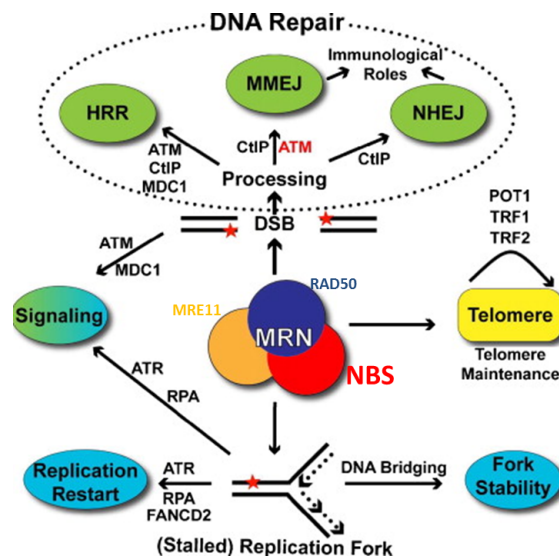 DNA Repair
Immunological
Roles
MMEJ
HRR
NHEJ
ATM
CtIP
MDC1
CtIP ATM
CtIP
Processing
DSB
ATM
MDC1
POT1
TRF1
TRF2
RAD50
MRE11
MRN
NBS
Signaling
Telomere
Telomere
Maintenance
ATR
RPA
Replication
Restart
ATR
RPA
FANCD2
DNA Bridging
Fork
Stability
(Stalled) Replication Fork